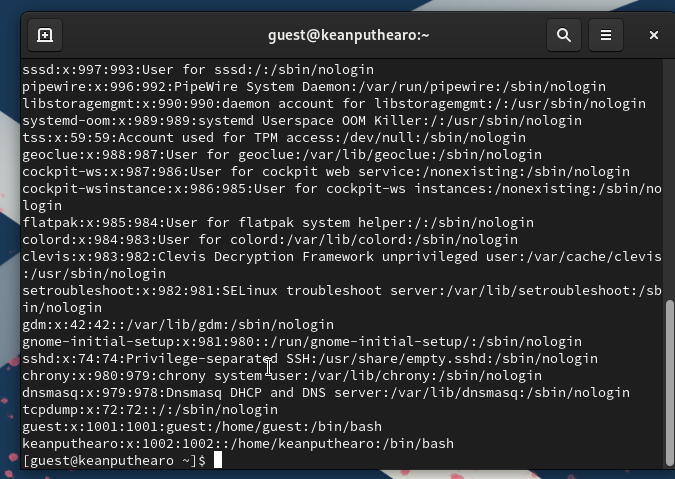 guest@keanputhearo:~
sssd:x:997:993:User for sssd:/:/sbin/nologin
pipewire:x:996:992:PipeWire System Daemon:/var/run/pipewire:/sbin/nologin
libstoragemgmt:x:990:990:daemon account for libstoragemgmt:/:/usr/sbin/nologin
systemd-oom:x:989:989:systemd Userspace OOM Killer:/:/usr/sbin/nologin
tss:x:59:59:Account used for TPM access:/dev/null:/sbin/nologin
geoclue:x:988:987:User for geoclue:/var/lib/geoclue:/sbin/nologin
cockpit-ws:x:987:986:User for cockpit web service:/nonexisting:/sbin/nologin
cockpit-wsinstance:x:986:985:User for cockpit-ws instances:/nonexisting:/sbin/no
login
flatpak:x:985:984:User for flatpak system helper:/:/sbin/nologin
colord:x:984:983:User for colord:/var/lib/colord:/sbin/nologin
clevis:x:983:982:Clevis Decryption Framework unprivileged user:/var/cache/clevis
:/usr/sbin/nologin
setroubleshoot:x:982:981:SELinux troubleshoot server:/var/lib/setroubleshoot:/sb
in/nologin
gdm:x:42:42::/var/lib/gdm:/sbin/nologin
gnome-initial-setup:x:981:980::/run/gnome-initial-setup/:/sbin/nologin
sshd:x:74:74:Privilege-separated SSH:/usr/share/empty.sshd:/sbin/nologin
chrony:x:980:979:chrony system user:/var/lib/chrony:/sbin/nologin
dnsmasq:x:979:978:Dnsmasq DHCP and DNS server:/var/lib/dnsmasq:/sbin/nologin
tcpdump:x:72:72::/:/sbin/nologin
guest:x:1001:1001:guest:/home/guest:/bin/bash
keanputhearo:x:1002:1002::/home/keanputhearo:/bin/bash
[guest@keanputhearo ~]$